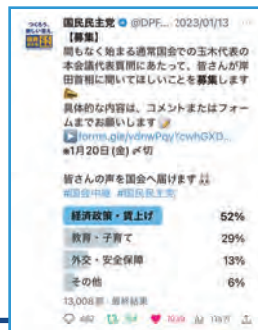 国民民主党 @DPF... · 2023/01/13
【募集】
間もなく始まる通常国会での玉木代表の
本会議代表質問にあたって、皆さんが岸
田首相に聞いてほしいことを募集します
具体的な内容は、コメントまたはフォー
ムまでお願いします
1月20日(金)〆切
皆さんの声を国会へ届けます
#国会中継 #国民民主党
経済政策・賃上げ 52%
教育・子育て 29%
外交・安全保障 13%
その他 6%
13,008票・最終結果